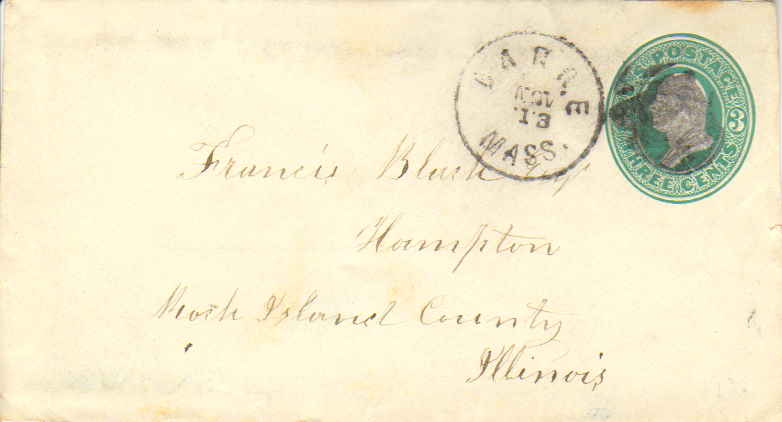 BARRE
NOV
13
MASS.
U.S. POSTAGE
3
THREE CENTS
Francis Black Esq
Hampton
Rock Island County
Illinois